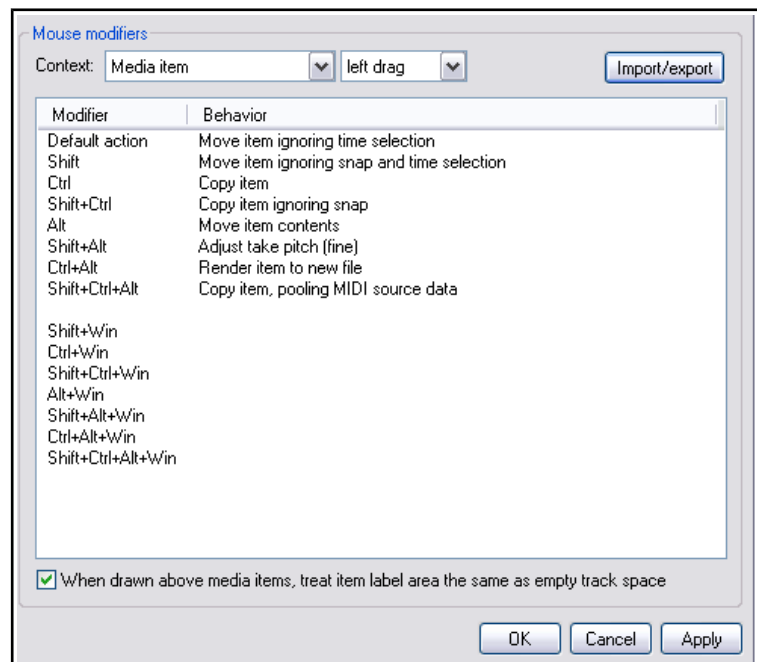 Mouse modifiers
Context: Media item left drag Import/export
Modifier Behavior
Default action Move item ignoring time selection
Shift Move item ignoring snap and time selection
Ctrl Copy item
Shift+Ctrl Copy item ignoring snap
Alt Move item contents
Shift+Alt Adjust take pitch (fine)
Ctrl+Alt Render item to new file
Shift+Ctrl+Alt Copy item, pooling MIDI source data
Shift+Win
Ctrl+Win
Shift+Ctrl+Win
Alt+Win
Shift+Alt+Win
Ctrl+Alt+Win
Shift+Ctrl+Alt+Win
When drawn above media items, treat item label area the same as empty track space
OK Cancel Apply